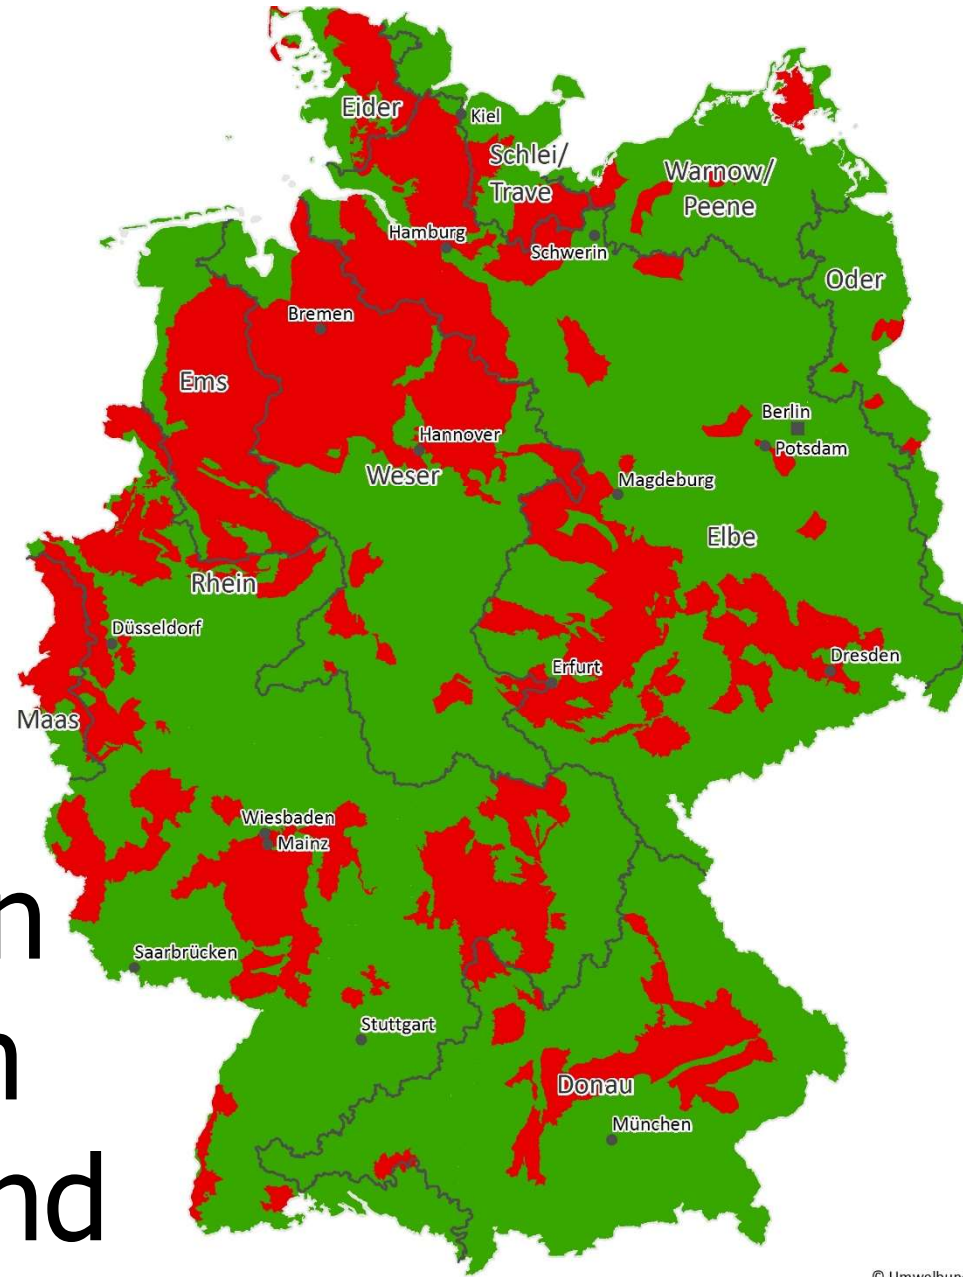 Eider
Kiel
Schlei/
Trave
Warnow/
Peene
Hamburg
Schwerin
Oder
Bremen
Ems
Berlin
Hannover
Potsdam
Weser
Magdeburg
Elbe
Rhein
Düsseldorf
Erfurt
Dresden
Maas
Wiesbaden
Mainz
n
Saarbrücken
Stuttgart
Donau
München
nd